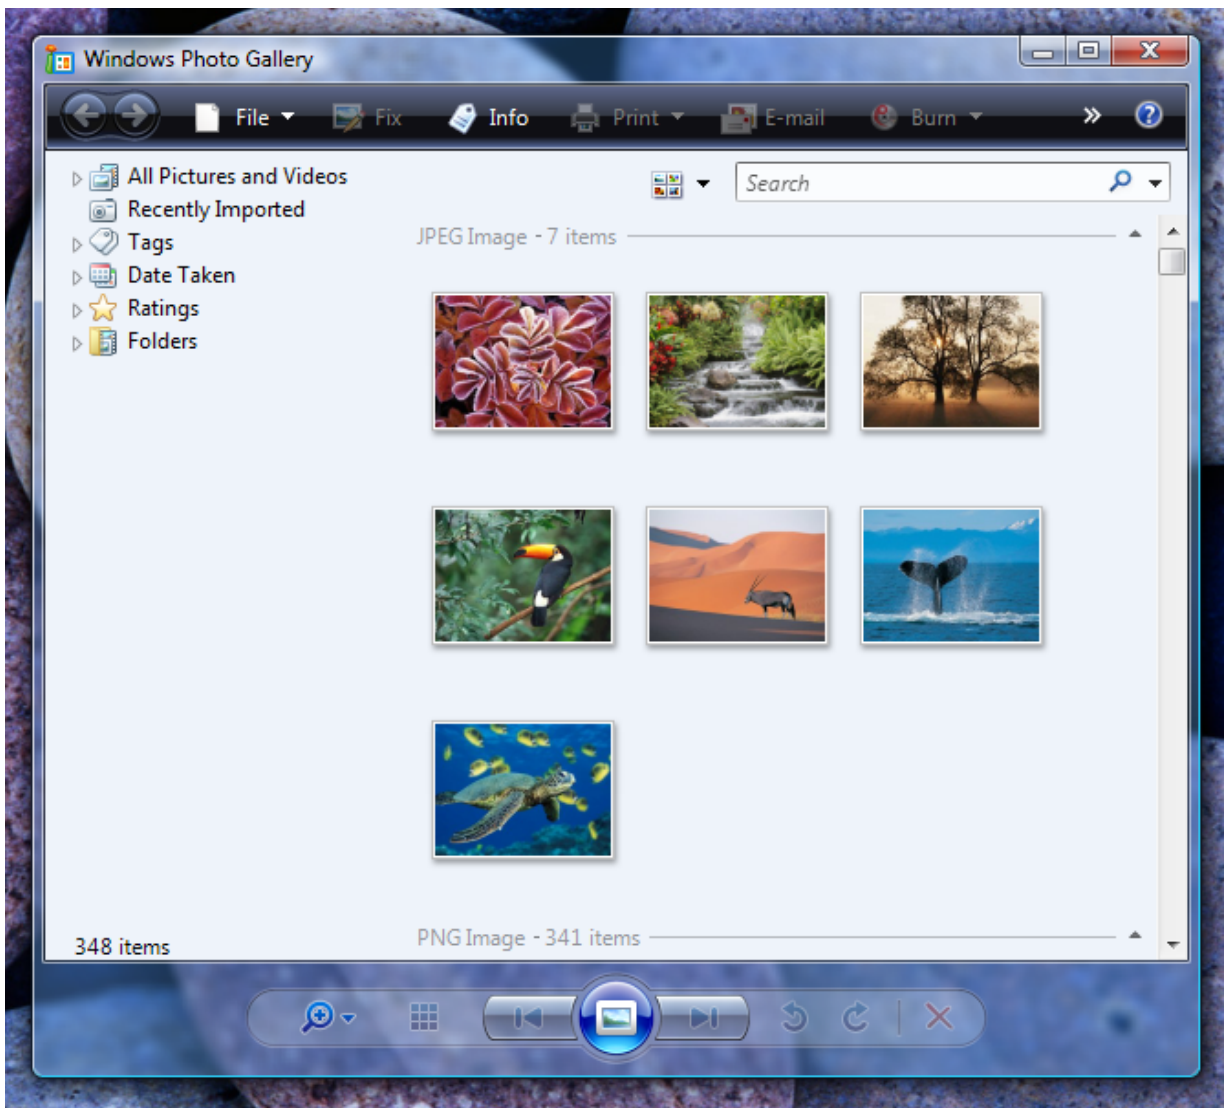 Windows Photo Gallery
File Fix Info Print E-mail Burn »
All Pictures and Videos
Recently Imported
Tags
Date Taken
Ratings
Folders
Search
JPEG Image - 7 items
PNG Image - 341 items
348 items